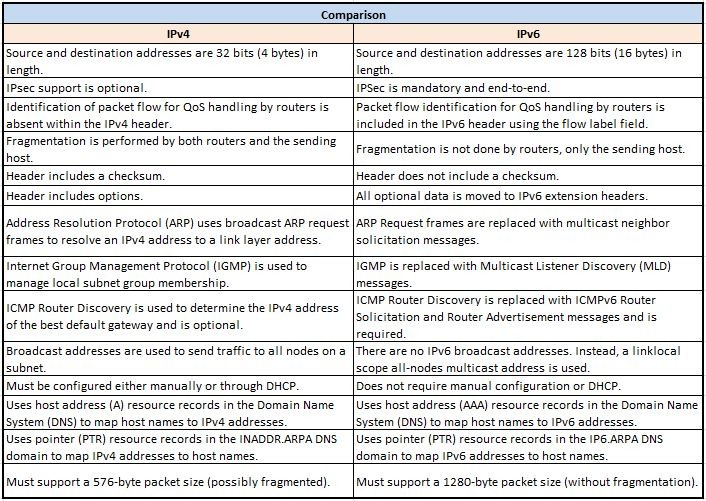 Comparison
IPv4
IPv6
Source and destination addresses are 32 bits (4 bytes) in
length.
Source and destination addresses are 128 bits (16 bytes) in
length.
IPsec support is optional.
IPSec is mandatory and end-to-end.
Identification of packet flow for QoS handling by routers is
absent within the IPv4 header.
Packet flow identification for QoS handling by routers is
included in the IPv6 header using the flow label field.
Fragmentation is performed by both routers and the sending
host.
Fragmentation is not done by routers, only the sending host.
Header includes a checksum.
Header does not include a checksum.
Header includes options.
All optional data is moved to IPv6 extension headers.
Address Resolution Protocol (ARP) uses broadcast ARP request
frames to resolve an IPv4 address to a link layer address.
ARP Request frames are replaced with multicast neighbor
solicitation messages.
Internet Group Management Protocol (IGMP) is used to
manage local subnet group membership.
IGMP is replaced with Multicast Listener Discovery (MLD)
messages.
ICMP Router Discovery is used to determine the IPv4 address
of the best default gateway and is optional.
ICMP Router Discovery is replaced with ICMPv6 Router
Solicitation and Router Advertisement messages and is
required.
Broadcast addresses are used to send traffic to all nodes on a
subnet.
There are no IPv6 broadcast addresses. Instead, a linklocal
scope all-nodes multicast address is used.
Must be configured either manually or through DHCP.
Does not require manual configuration or DHCP.
Uses host address (A) resource records in the Domain Name
System (DNS) to map host names to IPv4 addresses.
Uses host address (AAA) resource records in the Domain Name
System (DNS) to map host names to IPv6 addresses.
Uses pointer (PTR) resource records in the INADDR.ARPA DNS
domain to map IPv4 addresses to host names.
Uses pointer (PTR) resource records in the IP6.ARPA DNS
domain to map IPv6 addresses to host names.
Must support a 576-byte packet size (possibly fragmented).
Must support a 1280-byte packet size (without fragmentation).